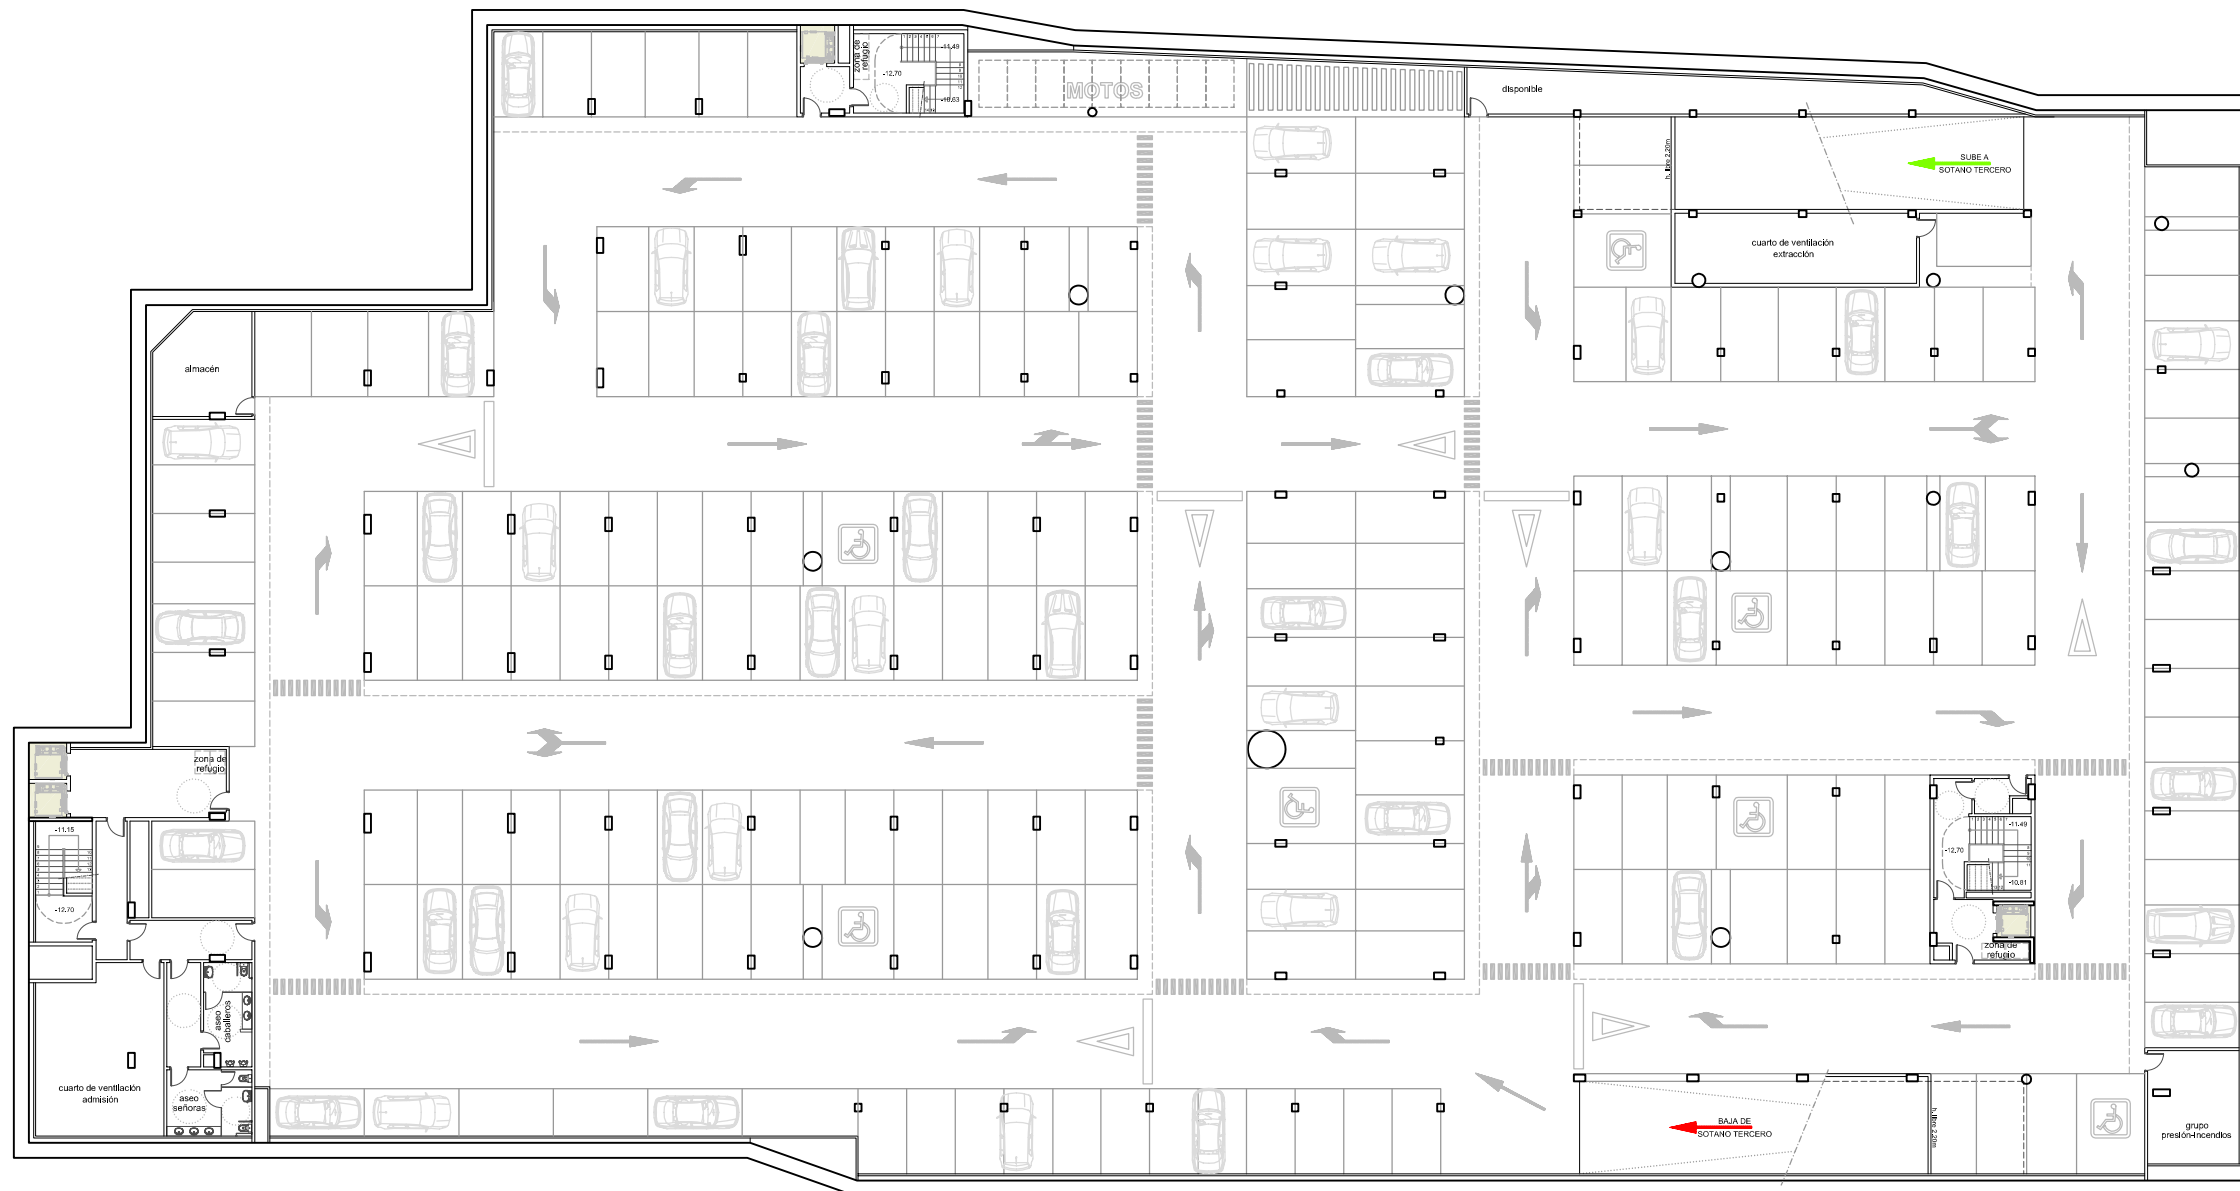 zona de
refugio
-11.49
-12.70
-10.63
MOTOS
disponible
h. libre 2,20m
SUBE A
SOTANO TERCERO
cuarto de ventilación
extracción
almacén
zona de
refugio
-11.15
-12.70
-11.49
-12.70
-10.81
zona de
refugio
aseo
caballeros
cuarto de ventilación
admisión
aseo
señoras
BAJA DE
SOTANO TERCERO
h. libre 2,20m
grupo
presión-incendios